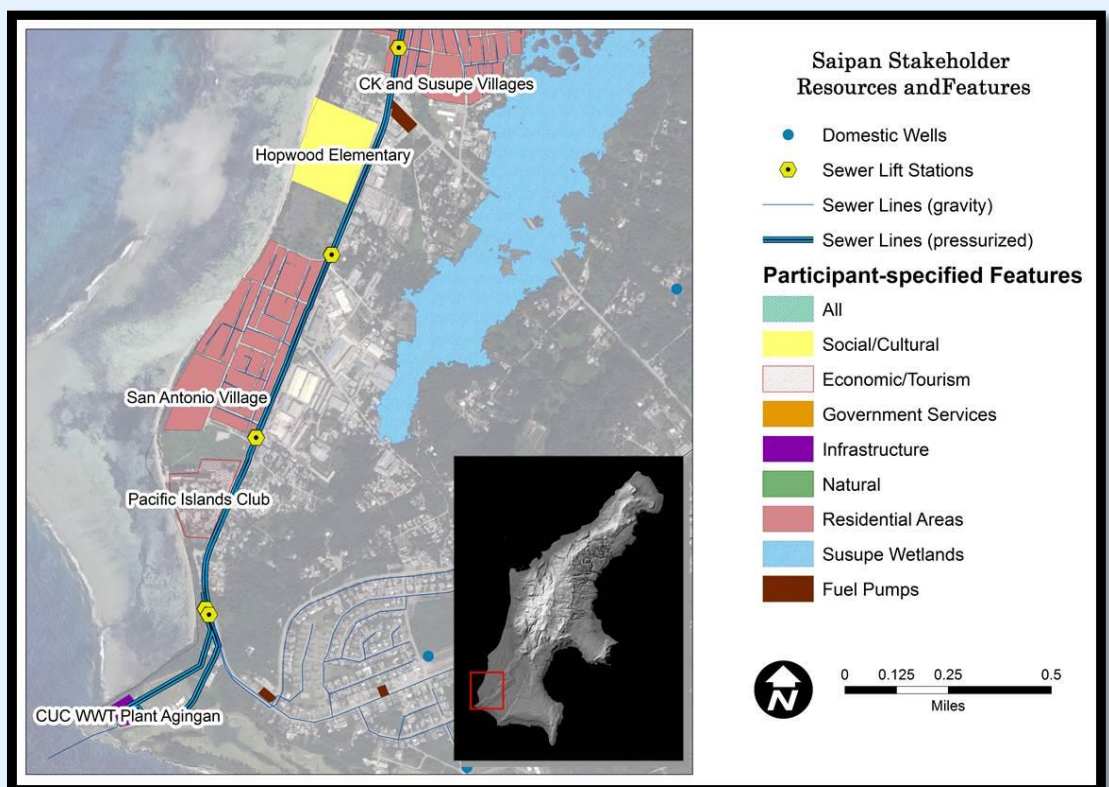 CK and Susupe Villages
Hopwood Elementary
San Antonio Village
Pacific Islands Club
CUC WWT Plant Agingan
Saipan Stakeholder
Resources andFeatures
Domestic Wells
Sewer Lift Stations
Sewer Lines (gravity)
Sewer Lines (pressurized)
Participant-specified Features
All
Social/Cultural
Economic/Tourism
Government Services
Infrastructure
Natural
Residential Areas
Susupe Wetlands
Fuel Pumps
N
0 0.125 0.25 0.5
Miles